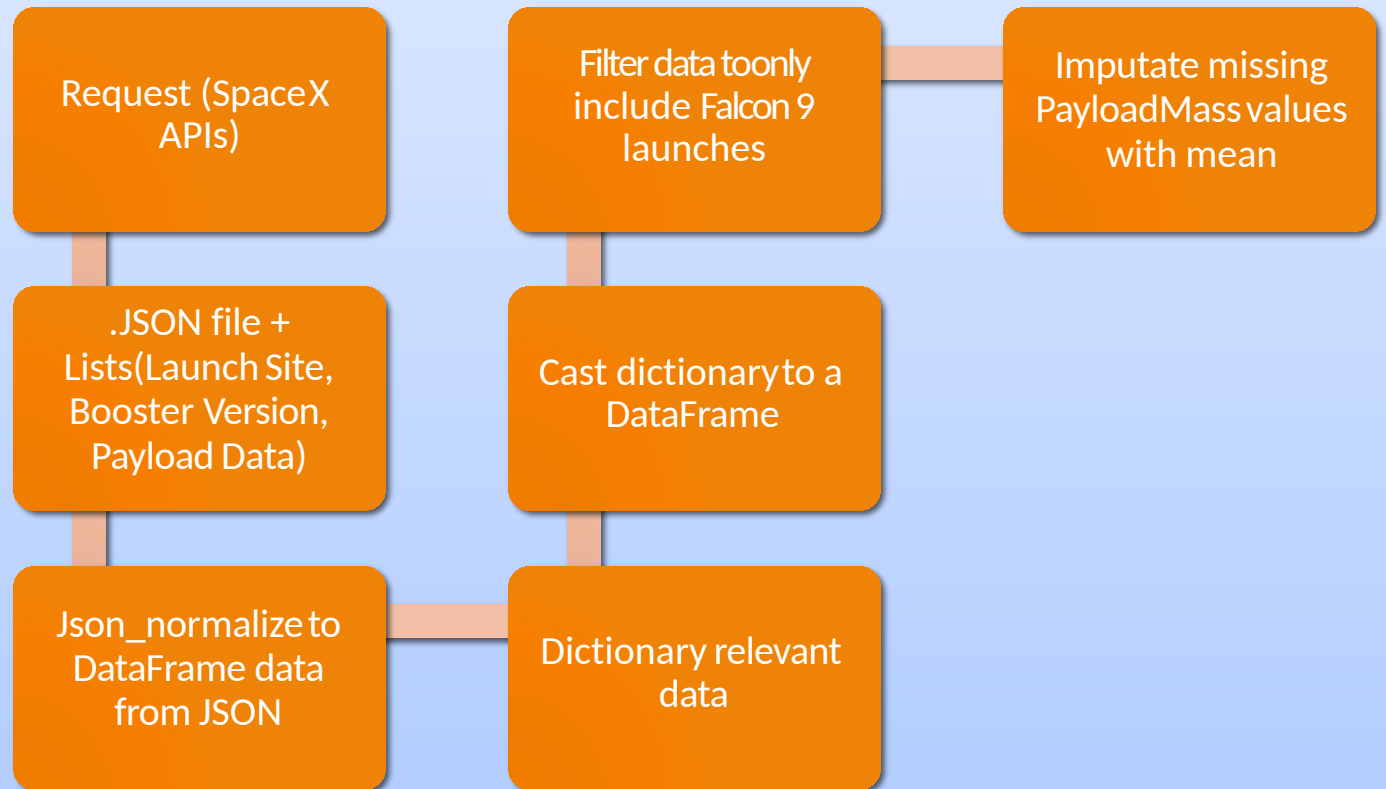 Request (SpaceX
APIs)
.JSON file +
Lists(Launch Site,
Booster Version,
Payload Data)
Json_normalize to
DataFrame data
from JSON
Dictionary relevant
data
Cast dictionary to a
DataFrame
Filter data toonly
include Falcon 9
launches
Imputate missing
PayloadMass values
with mean